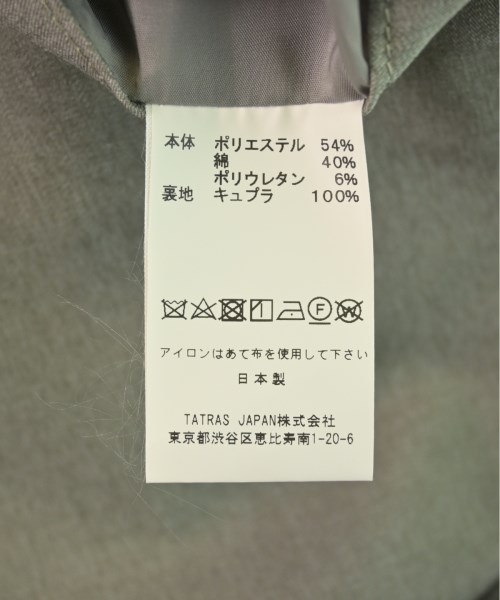 本体 ポリエステル 54%
綿 40%
ポリウレタン 6%
裏地 キュプラ 100%
F W
アイロンはあて布を使用して下さい
日本製
TATRAS JAPAN株式会社
東京都渋谷区恵比寿南1-20-6